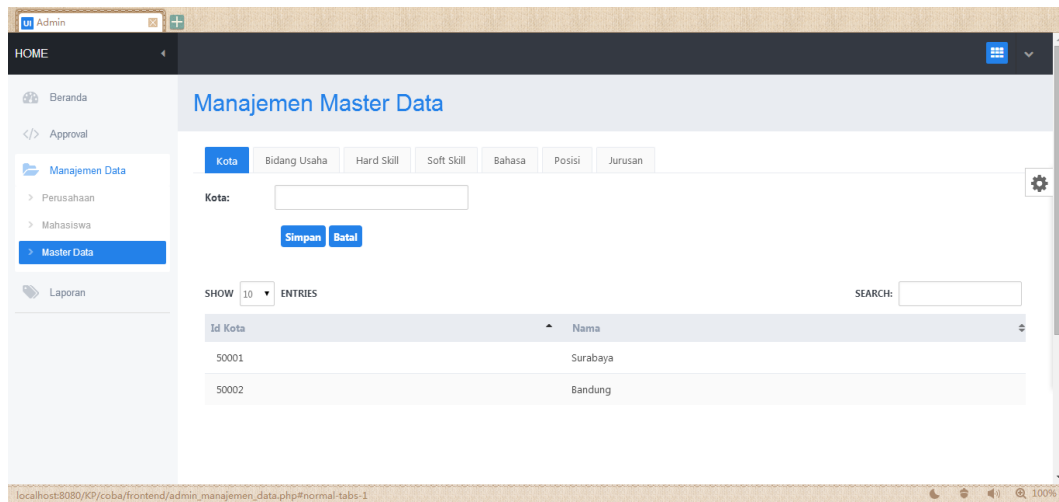 UI Admin
HOME
Beranda
</> Approval
Manajemen Data
> Perusahaan
> Mahasiswa
> Master Data
Laporan
Manajemen Master Data
Kota Bidang Usaha Hard Skill Soft Skill Bahasa Posisi Jurusan
Kota:
Simpan Batal
SHOW 10 ENTRIES SEARCH:
Id Kota Nama
50001 Surabaya
50002 Bandung
localhost:8080/KP/coba/frontend/admin_manajemen_data.php#normal-tabs-1 100%